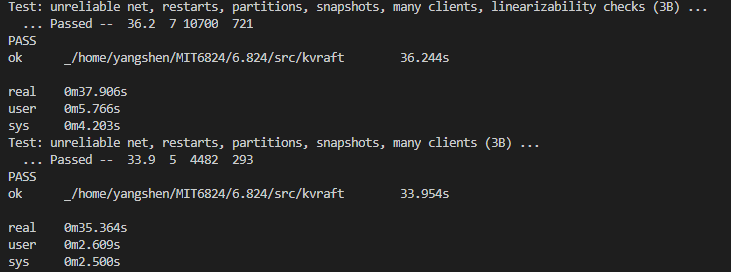 Test: unreliable net, restarts, partitions, snapshots, many clients, linearizability checks (3B) ...
  ... Passed --  36.2  7 10700  721
PASS
ok      _/home/yangshen/MIT6824/6.824/src/kvraft        36.244s

real    0m37.906s
user    0m5.766s
sys     0m4.203s
Test: unreliable net, restarts, partitions, snapshots, many clients (3B) ...
  ... Passed --  33.9  5  4482  293
PASS
ok      _/home/yangshen/MIT6824/6.824/src/kvraft        33.954s

real    0m35.364s
user    0m2.609s
sys     0m2.500s